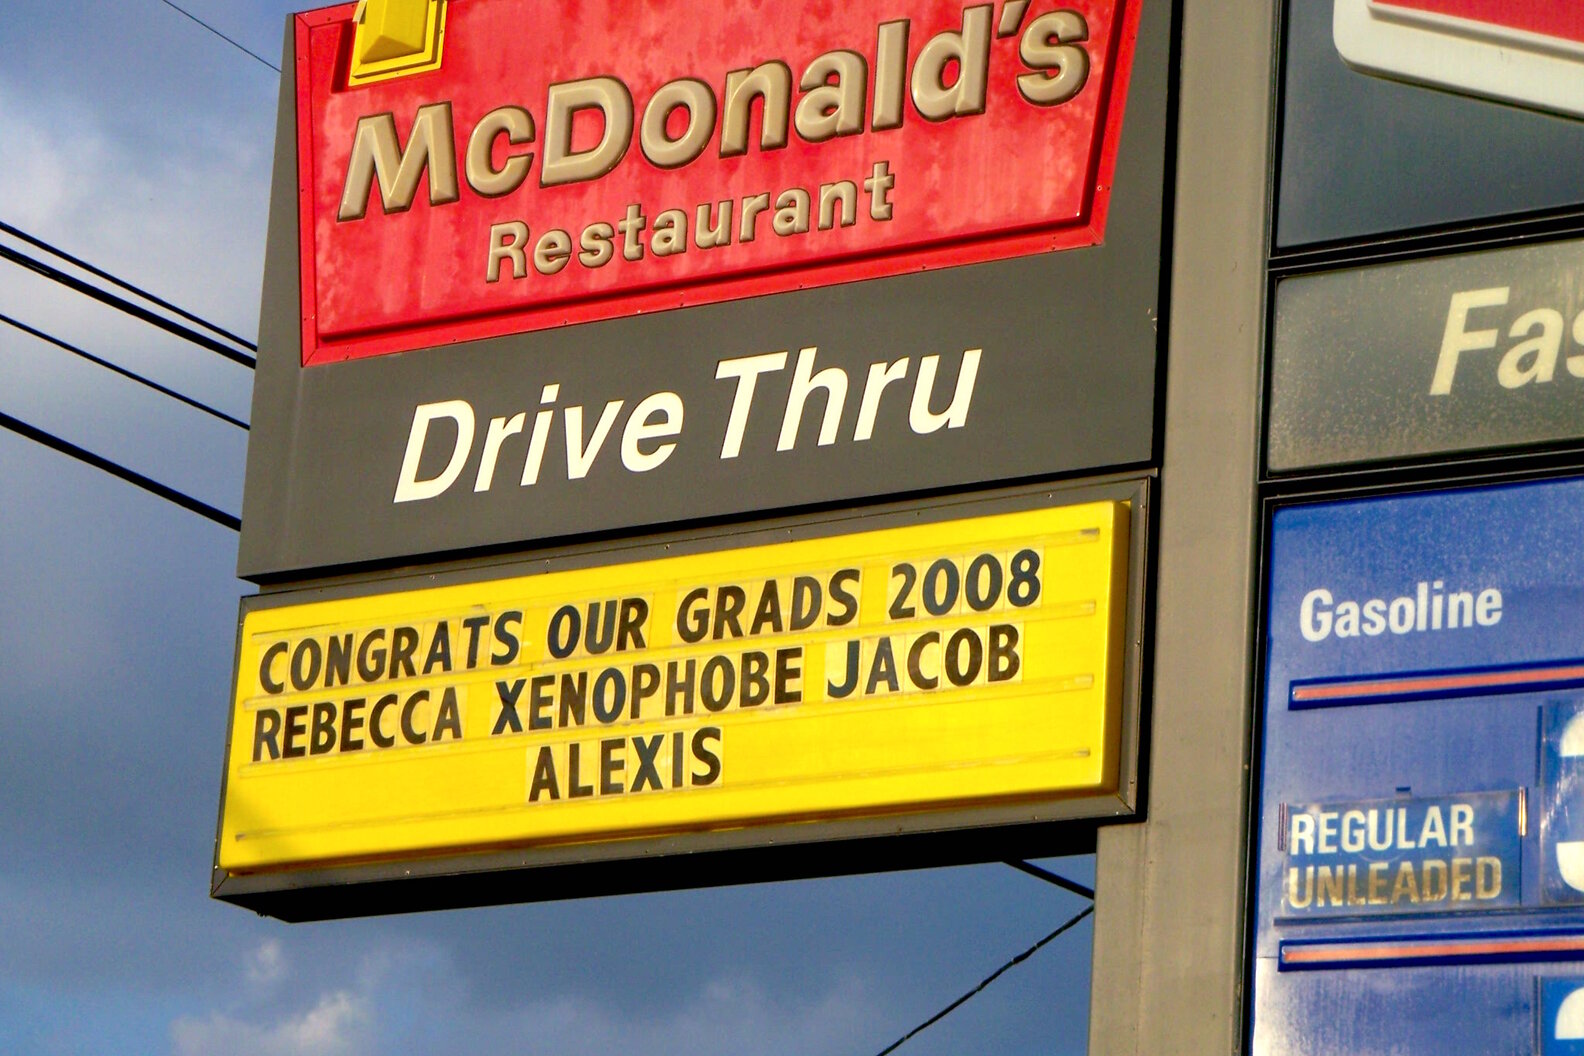 McDonald's
Restaurant
Drive Thru
CONGRATS OUR GRADS 2008
REBECCA XENOPHOBE JACOB
ALEXIS
Gasoline
REGULAR
UNLEADED